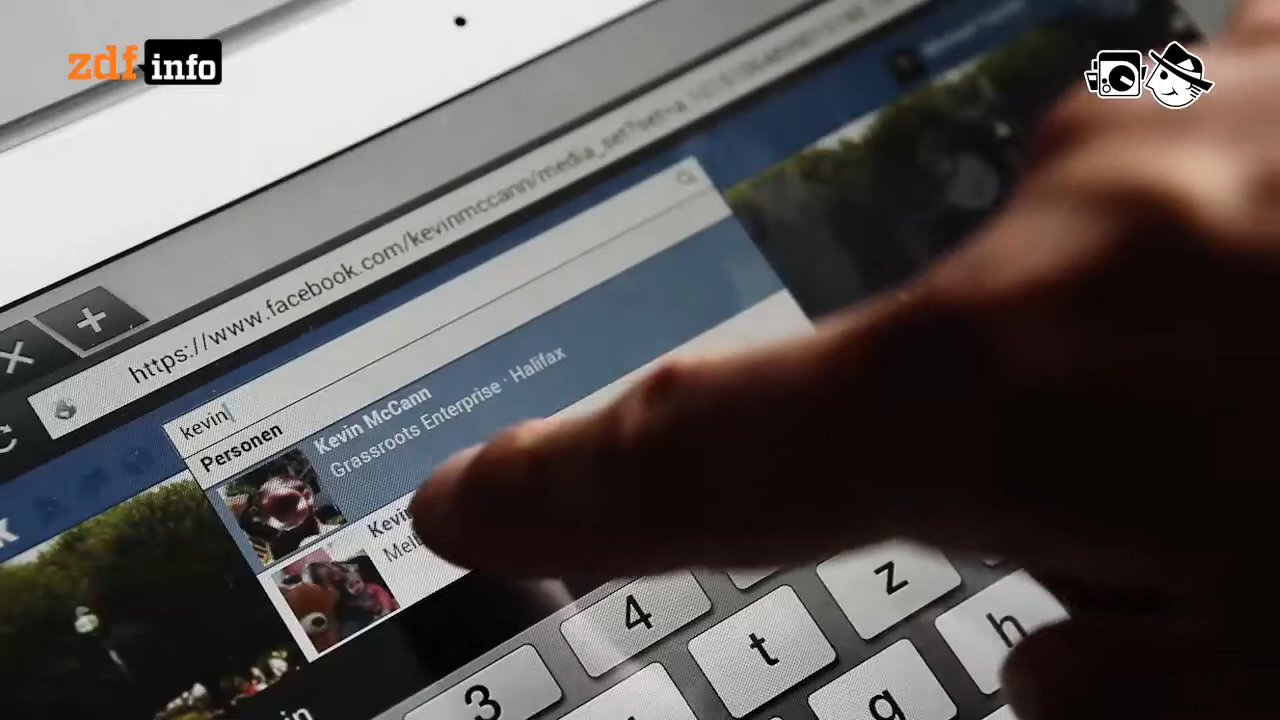 zdf info
https://www.facebook.com/kevinmccann/media_set?set=a
kevin
Personen
Kevin McCann
Grassroots Enterprise · Halifax
Kevin
4
z
t
h
3
g
in